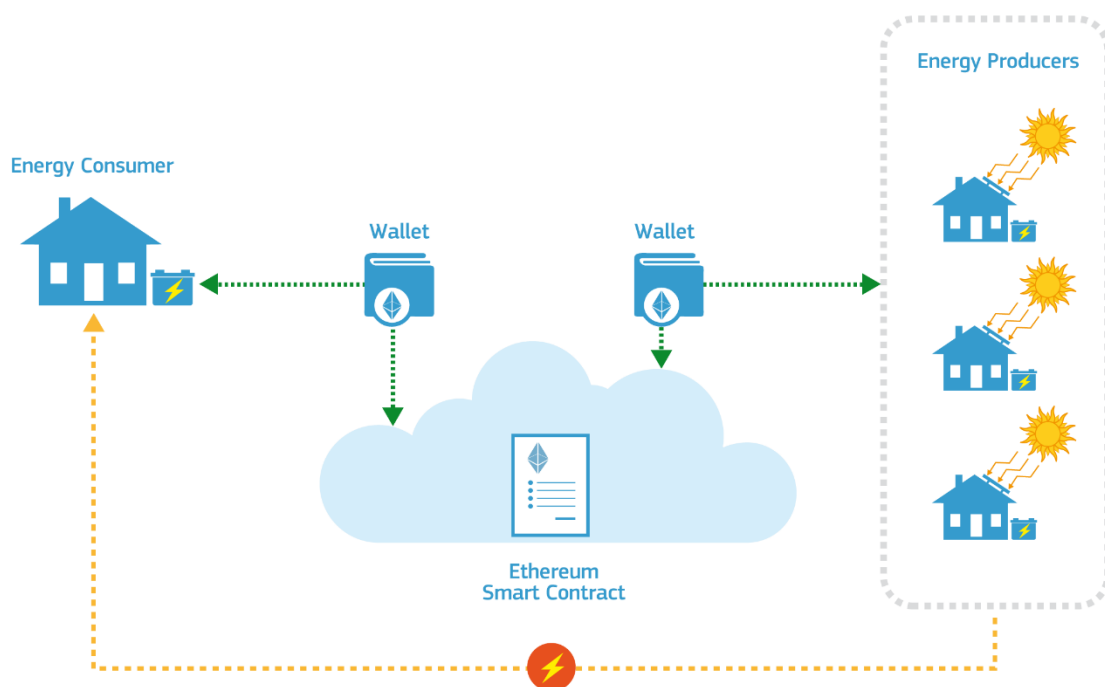 Energy Producers
Energy Consumer
Wallet
Wallet
Ethereum
Smart Contract